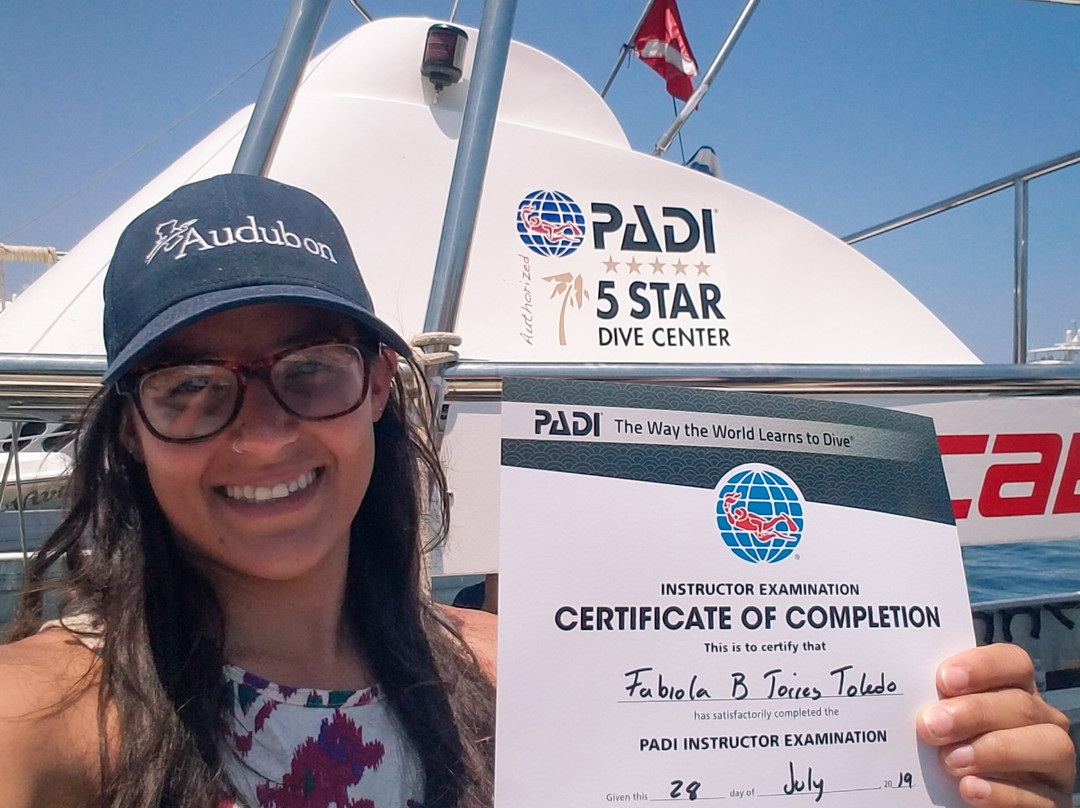 Audubon
PADI
Authorized
5 STAR
DIVE CENTER
PADI The Way the World Learns to Dive
INSTRUCTOR EXAMINATION
CERTIFICATE OF COMPLETION
This is to certify that
Fabiola B Torres Toledo
has satisfactorily completed the
PADI INSTRUCTOR EXAMINATION
Given this 28 day of July 2019